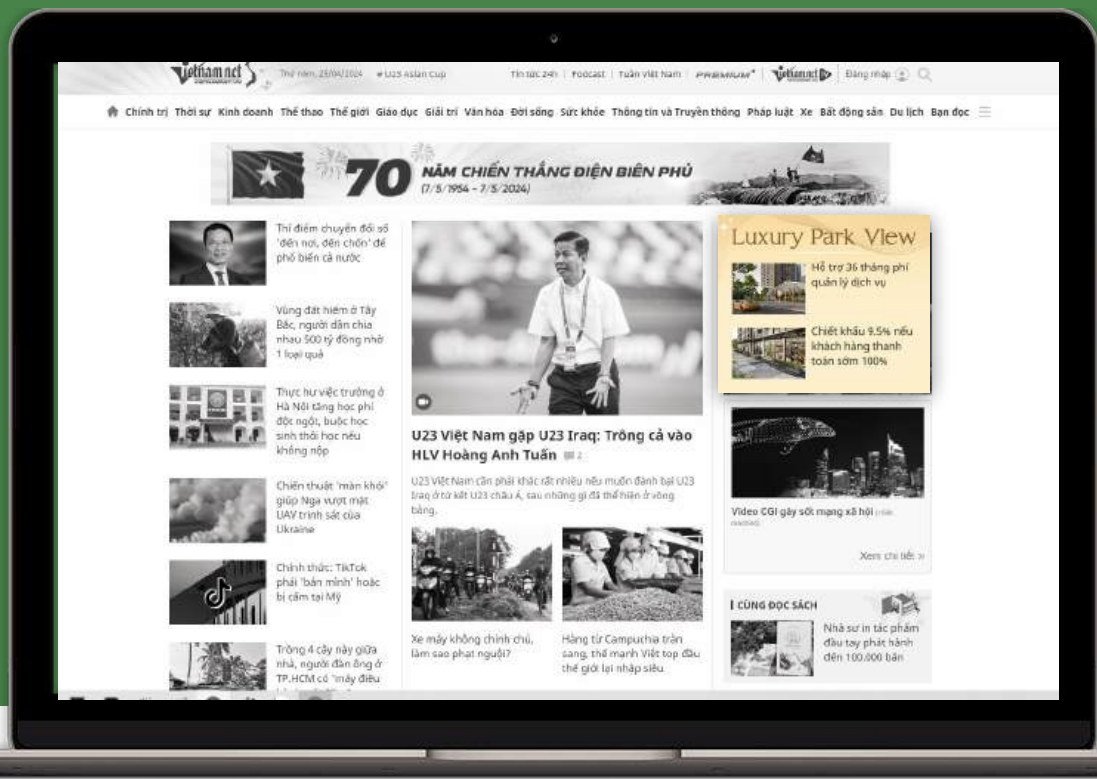 vietnamnet
Thứ năm, 25/04/2024 # U23 Asian Cup Tin tức 24h | Podcast | Tuần Việt Nam | PREMIUM | vietnamnet Đăng nhập
Chính trị Thời sự Kinh doanh Thể thao Thế giới Giáo dục Giải trí Văn hóa Đời sống Sức khỏe Thông tin và Truyền thông Pháp luật Xe Bất động sản Du lịch Bạn đọc
70 NĂM CHIẾN THẮNG ĐIỆN BIÊN PHỦ
(7/5/1954 - 7/5/2024)
Thí điểm chuyển đổi số
'đến nơi, đến chốn' để
phổ biến cả nước
Vùng đất hiếm ở Tây
Bắc, người dân chia
nhau 500 tỷ đồng nhờ
1 loại quả
Thực hư việc trường ở
Hà Nội tăng học phí
đột ngột, buộc học
sinh thôi học nếu
không nộp
Chiến thuật 'màn khói'
giúp Nga vượt mặt
UAV trinh sát của
Ukraine
Chính thức: TikTok
phải 'bán mình' hoặc
bị cấm tại Mỹ
Trồng 4 cây này giữa
nhà, người đàn ông ở
TP.HCM có "máy điều
U23 Việt Nam gặp U23 Iraq: Trông cả vào
HLV Hoàng Anh Tuấn 2
U23 Việt Nam cần phải khác rất nhiều nếu muốn đánh bại U23
Iraq ở tứ kết U23 châu Á, sau những gì đã thể hiện ở vòng
bảng.
Xe máy không chính chủ,
làm sao phạt nguội?
Hàng từ Campuchia tràn
sang, thế mạnh Việt top đầu
thế giới lại nhập siêu
Luxury Park View
Hỗ trợ 36 tháng phí
quản lý dịch vụ
Chiết khấu 9.5% nếu
khách hàng thanh
toán sớm 100%
Video CGI gây sốt mạng xã hội
Xem chi tiết »
CÙNG ĐỌC SÁCH
Nhà sư in tác phẩm
đầu tay phát hành
đến 100.000 bản